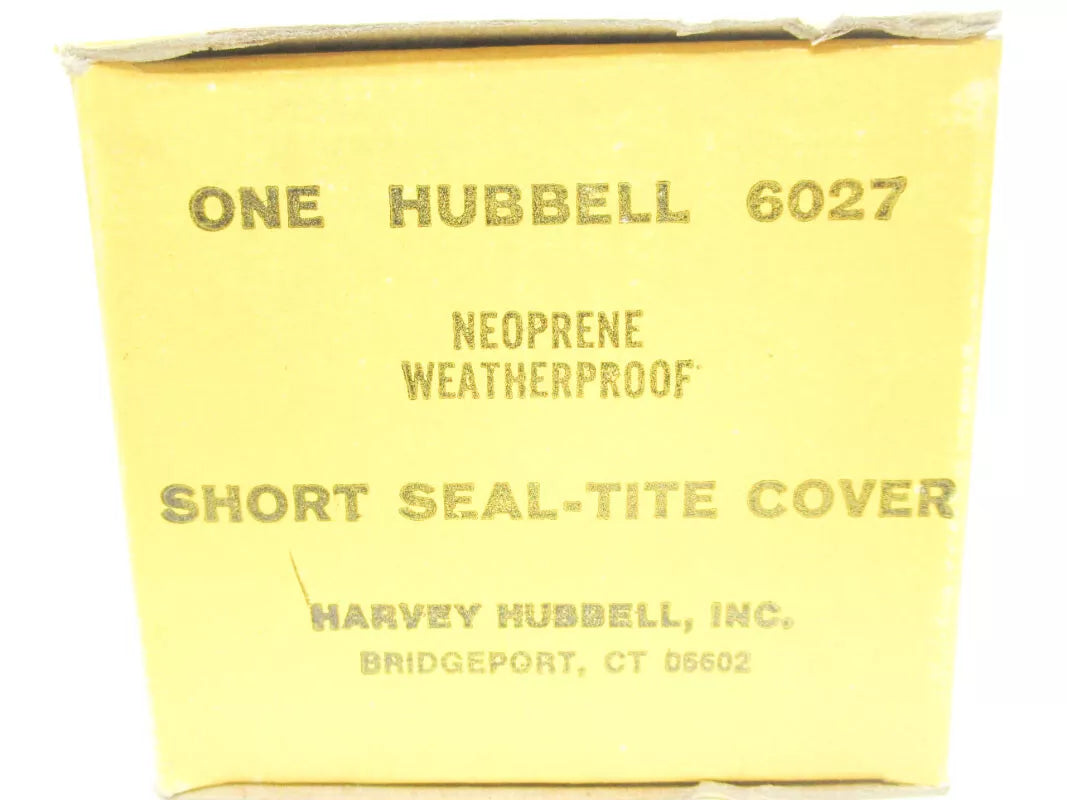 ONE HUBBELL 6027
NEOPRENE
WEATHERPROOF
SHORT SEAL-TITE COVER
HARVEY HUBBELL, INC.
BRIDGEPORT, CT 06602